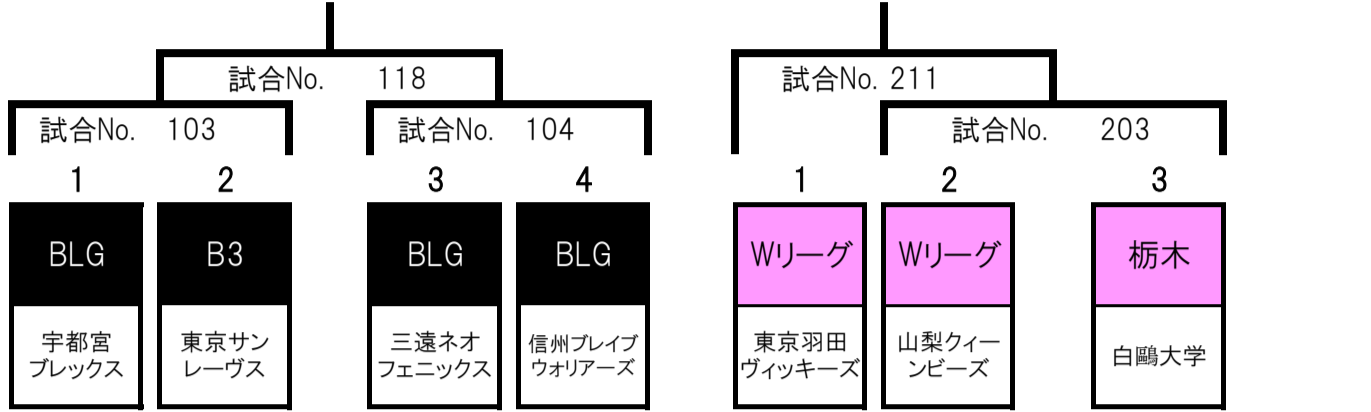 試合No. 118
試合No. 103
試合No. 104
1
2
3
4
BLG
B3
BLG
BLG
宇都宮
ブレックス
東京サン
レーヴス
三遠ネオ
フェニックス
信州ブレイブ
ウォリアーズ
試合No. 211
試合No. 203
1
2
3
Wリーグ
Wリーグ
栃木
東京羽田
ヴィッキーズ
山梨クィー
ンビーズ
白鷗大学